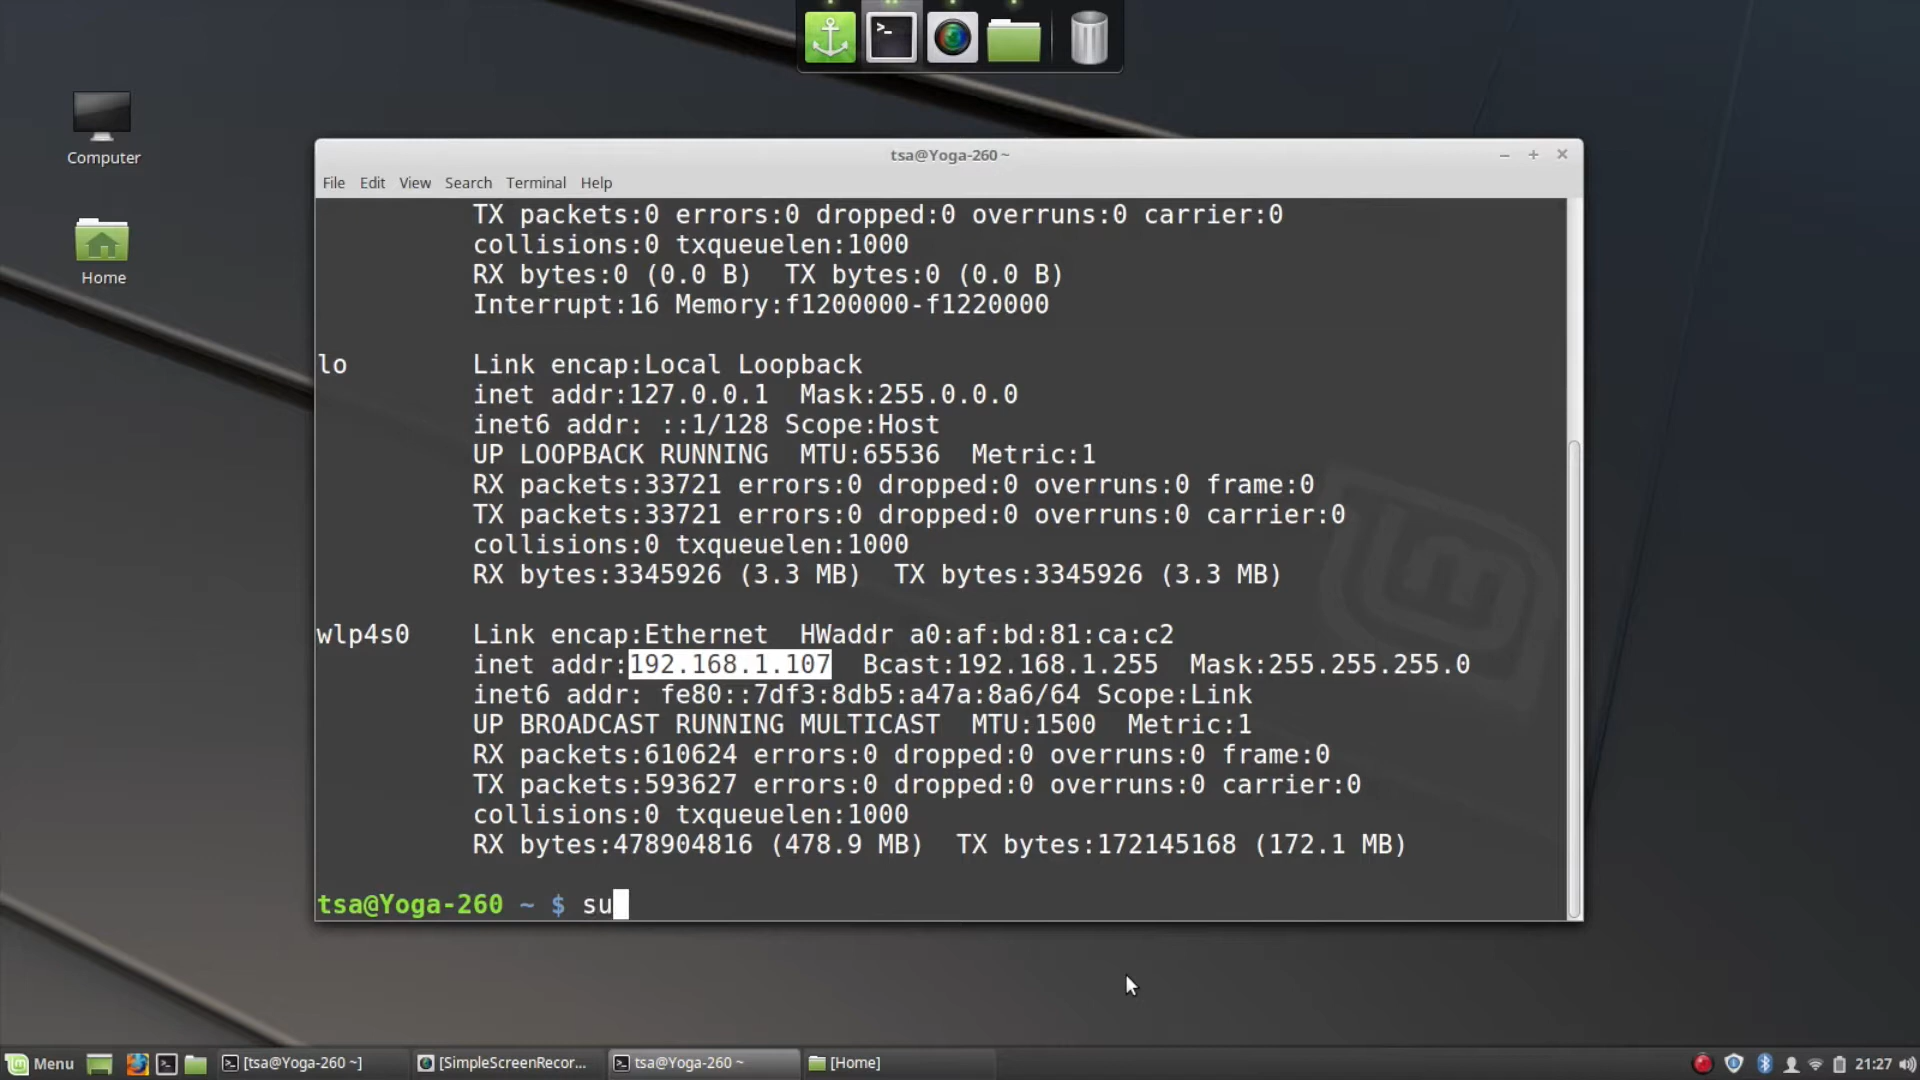 Computer
Home
tsa@Yoga-260 ~
File Edit View Search Terminal Help
TX packets:0 errors:0 dropped:0 overruns:0 carrier:0
collisions:0 txqueuelen:1000
RX bytes:0 (0.0 B)  TX bytes:0 (0.0 B)
Interrupt:16 Memory:f1200000-f1220000
lo Link encap:Local Loopback
inet addr:127.0.0.1  Mask:255.0.0.0
inet6 addr: ::1/128 Scope:Host
UP LOOPBACK RUNNING  MTU:65536  Metric:1
RX packets:33721 errors:0 dropped:0 overruns:0 frame:0
TX packets:33721 errors:0 dropped:0 overruns:0 carrier:0
collisions:0 txqueuelen:1000
RX bytes:3345926 (3.3 MB)  TX bytes:3345926 (3.3 MB)
wlp4s0 Link encap:Ethernet  HWaddr a0:af:bd:81:ca:c2
inet addr:192.168.1.107  Bcast:192.168.1.255  Mask:255.255.255.0
inet6 addr: fe80::7df3:8db5:a47a:8a6/64 Scope:Link
UP BROADCAST RUNNING MULTICAST  MTU:1500  Metric:1
RX packets:610624 errors:0 dropped:0 overruns:0 frame:0
TX packets:593627 errors:0 dropped:0 overruns:0 carrier:0
collisions:0 txqueuelen:1000
RX bytes:478904816 (478.9 MB)  TX bytes:172145168 (172.1 MB)
tsa@Yoga-260 ~ $ su
Menu [tsa@Yoga-260 ~] [SimpleScreenRecor... tsa@Yoga-260 ~ [Home] 21:27